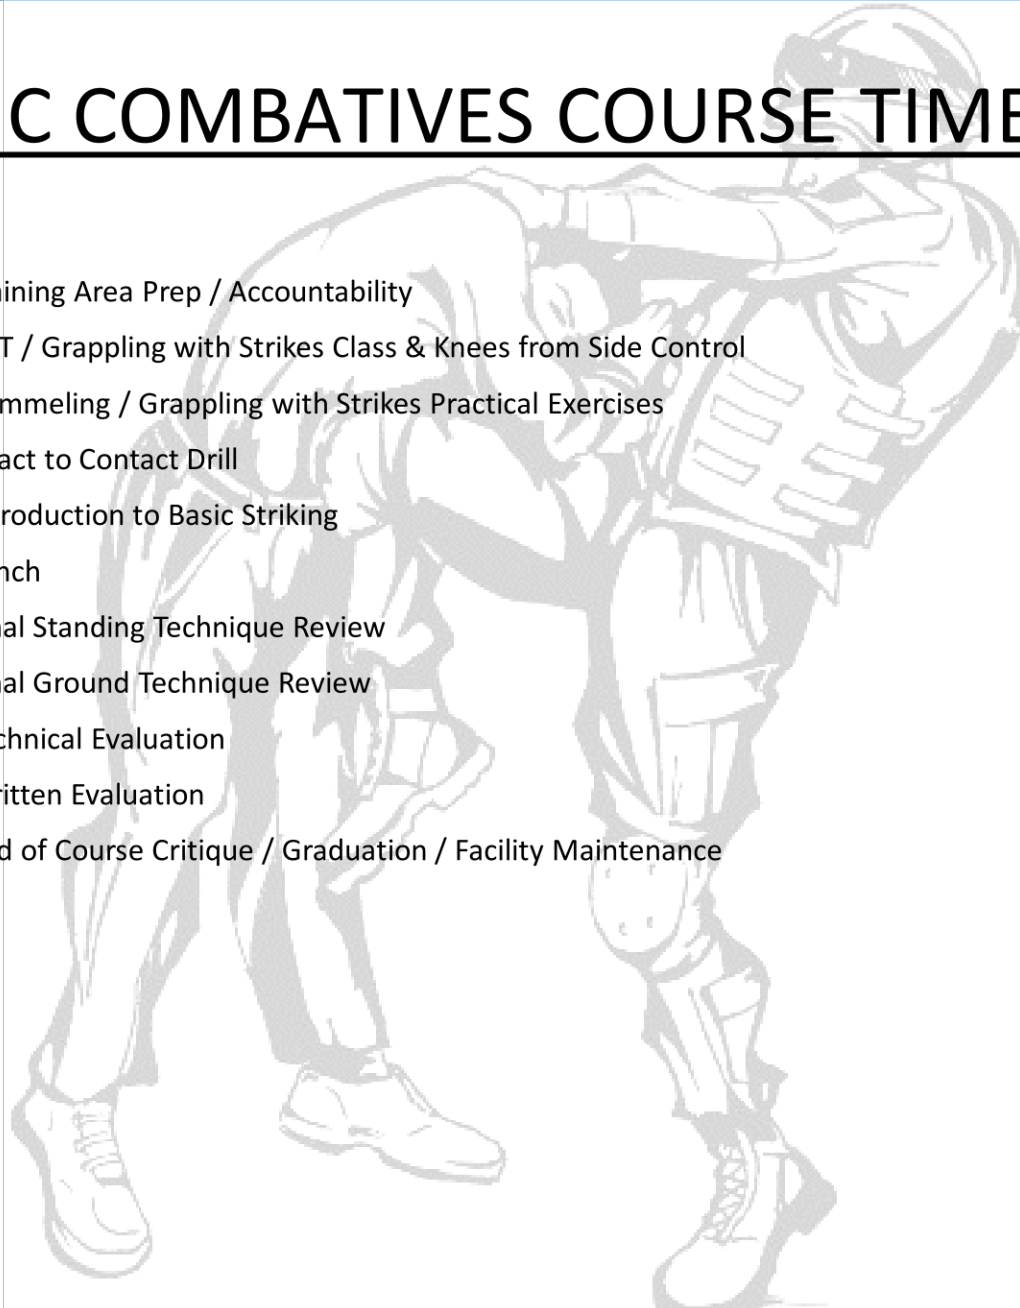 C COMBATIVES COURSE TIME
ining Area Prep / Accountability
T / Grappling with Strikes Class & Knees from Side Control
mmeling / Grappling with Strikes Practical Exercises
act to Contact Drill
roduction to Basic Striking
nch
al Standing Technique Review
al Ground Technique Review
chnical Evaluation
ritten Evaluation
d of Course Critique / Graduation / Facility Maintenance